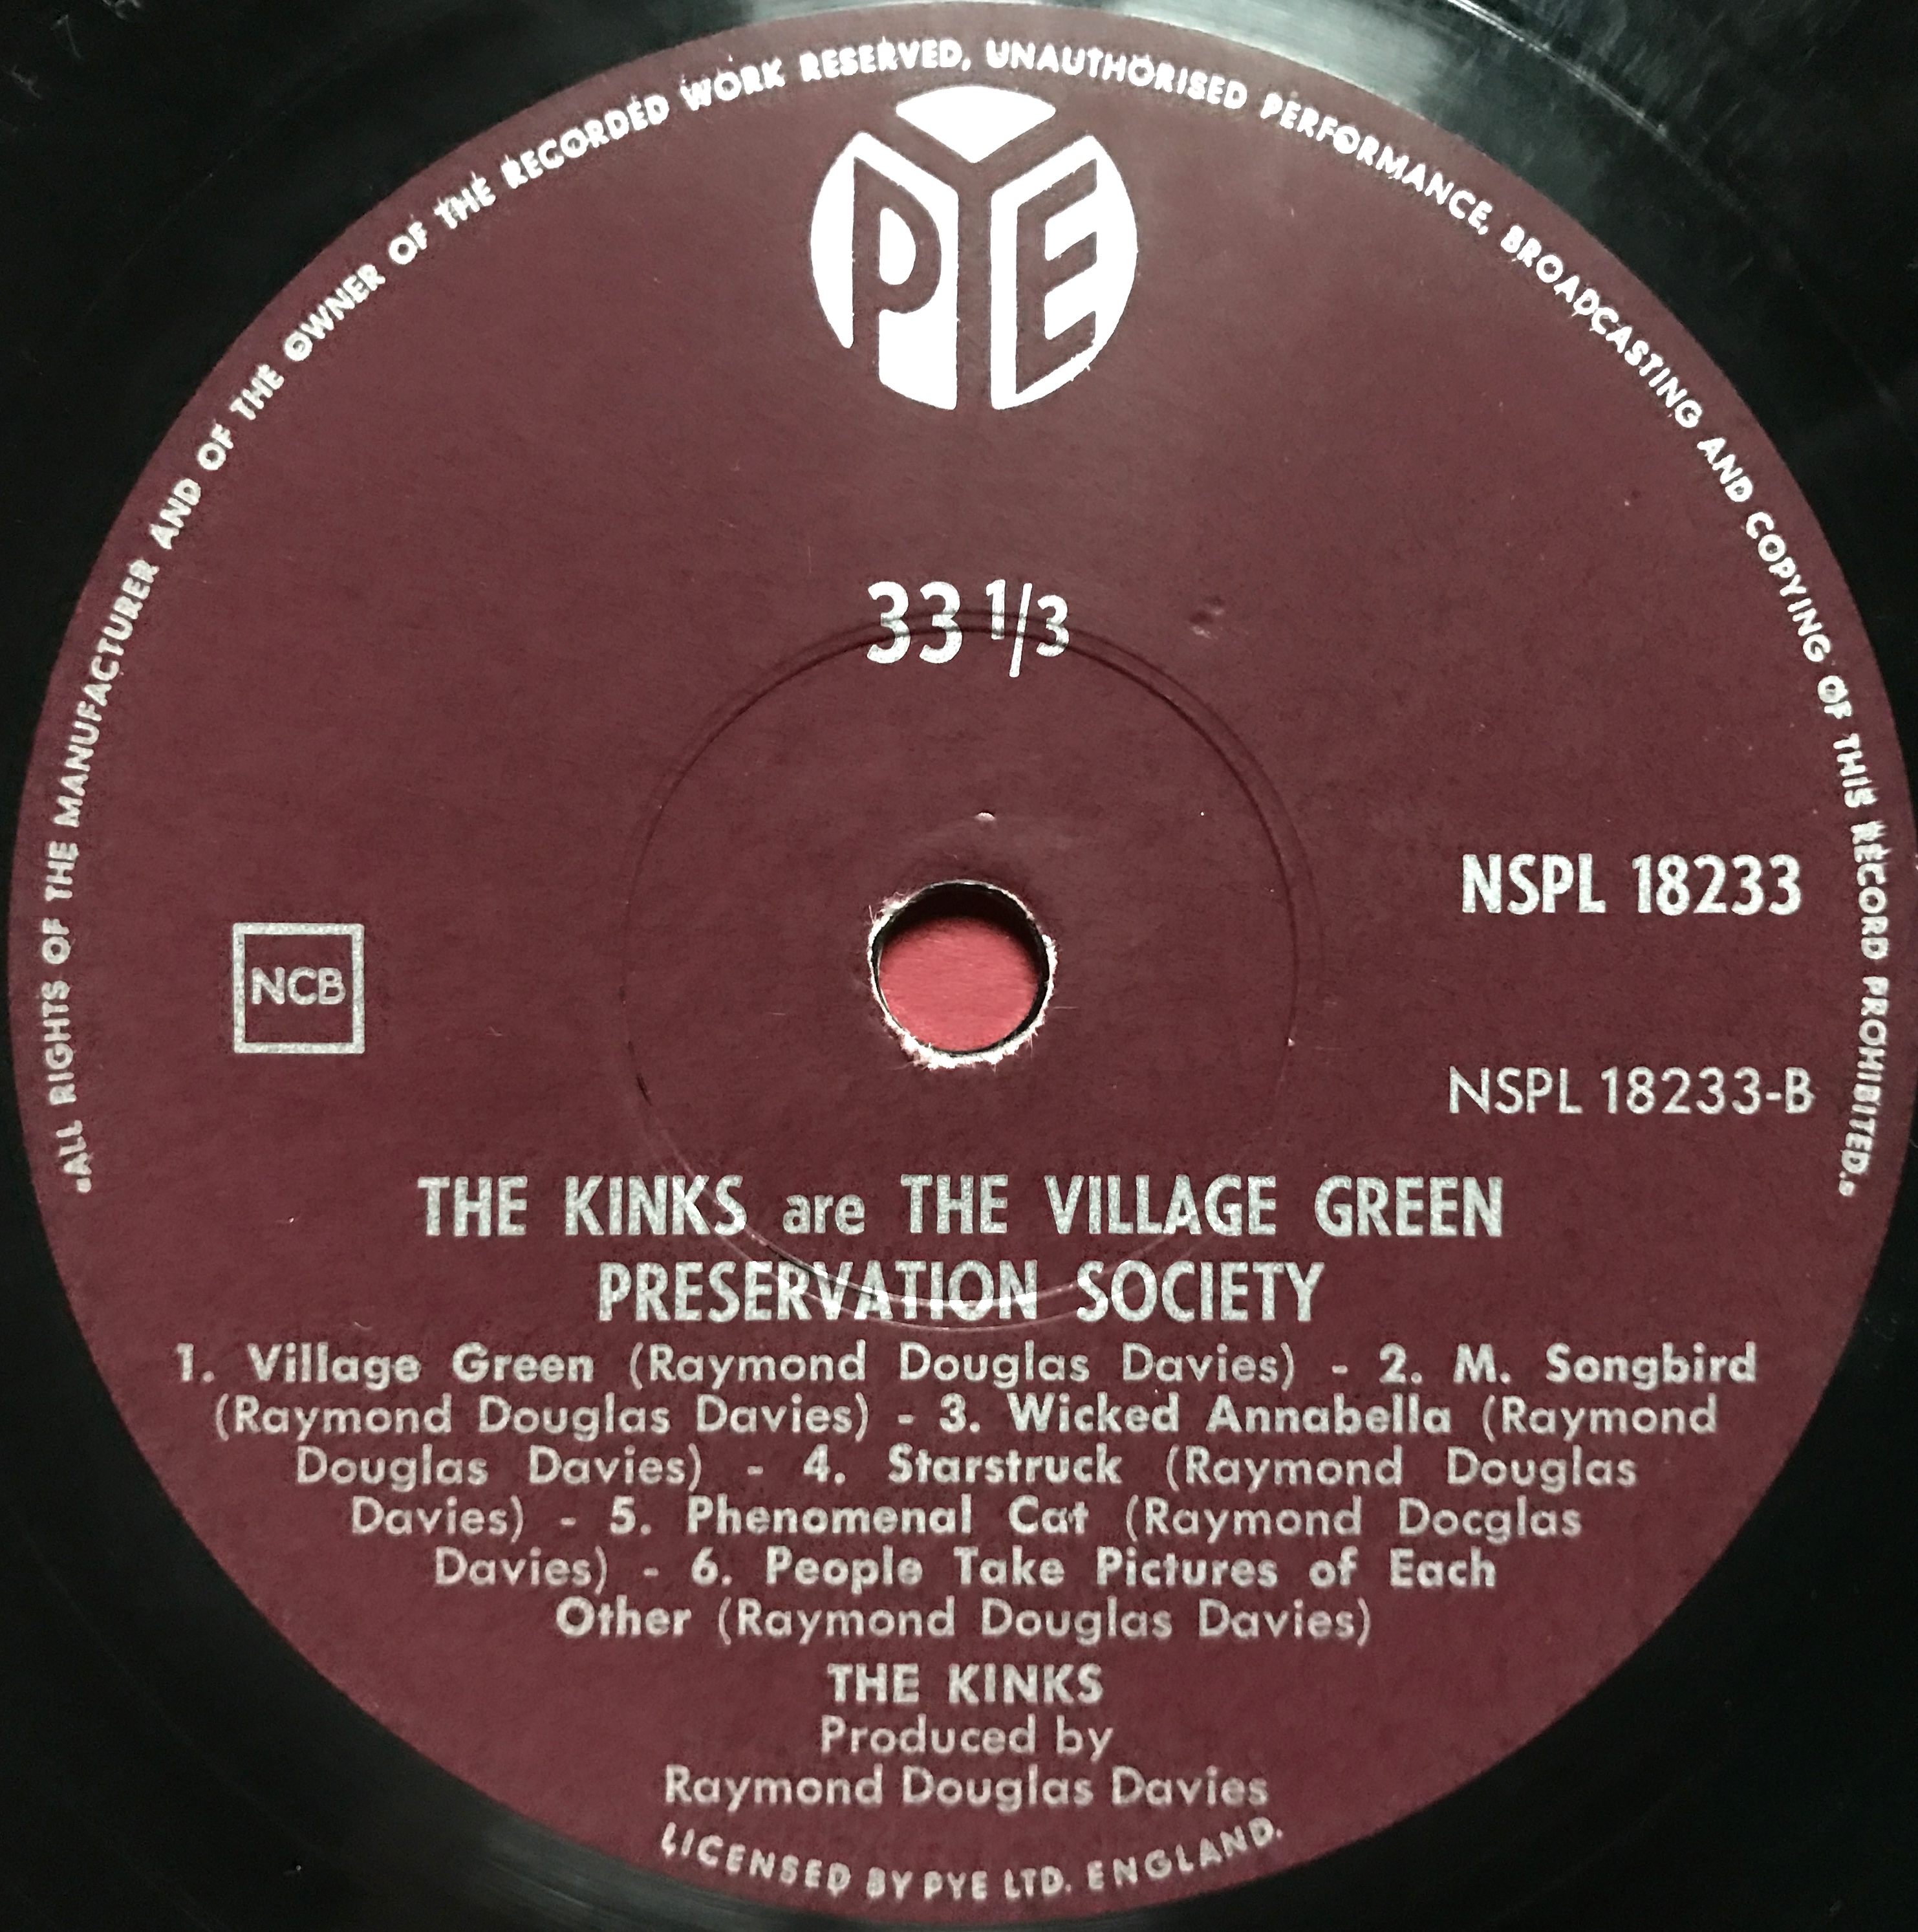 «ALL RIGHTS OF THE MANUFACTURER AND OF THE OWNER OF THE RECORDED WORK RESERVED, UNAUTHORISED PERFORMANCE, BROADCASTING AND COPYING OF THIS RECORD PROHIBITED.»
PYE
33 1/3
NSPL 18233
NCB
NSPL 18233-B
THE KINKS are THE VILLAGE GREEN
PRESERVATION SOCIETY
1. Village Green (Raymond Douglas Davies) - 2. M. Songbird
(Raymond Douglas Davies) - 3. Wicked Annabella (Raymond
Douglas Davies) - 4. Starstruck (Raymond Douglas
Davies) - 5. Phenomenal Cat (Raymond Docglas
Davies) - 6. People Take Pictures of Each
Other (Raymond Douglas Davies)
THE KINKS
Produced by
Raymond Douglas Davies
LICENSED BY PYE LTD. ENGLAND.